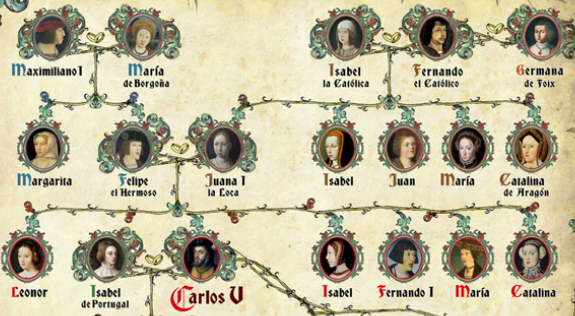 Maximiliano I
María
de Borgoña
Isabel
la Católica
Fernando
el Católico
Germana
de Foix
Margarita
Felipe
el Hermoso
Juana I
la Loca
Isabel
Juan
María
Catalina
de Aragón
Leonor
Isabel
de Portugal
Carlos V
Isabel
Fernando I
María
Catalina